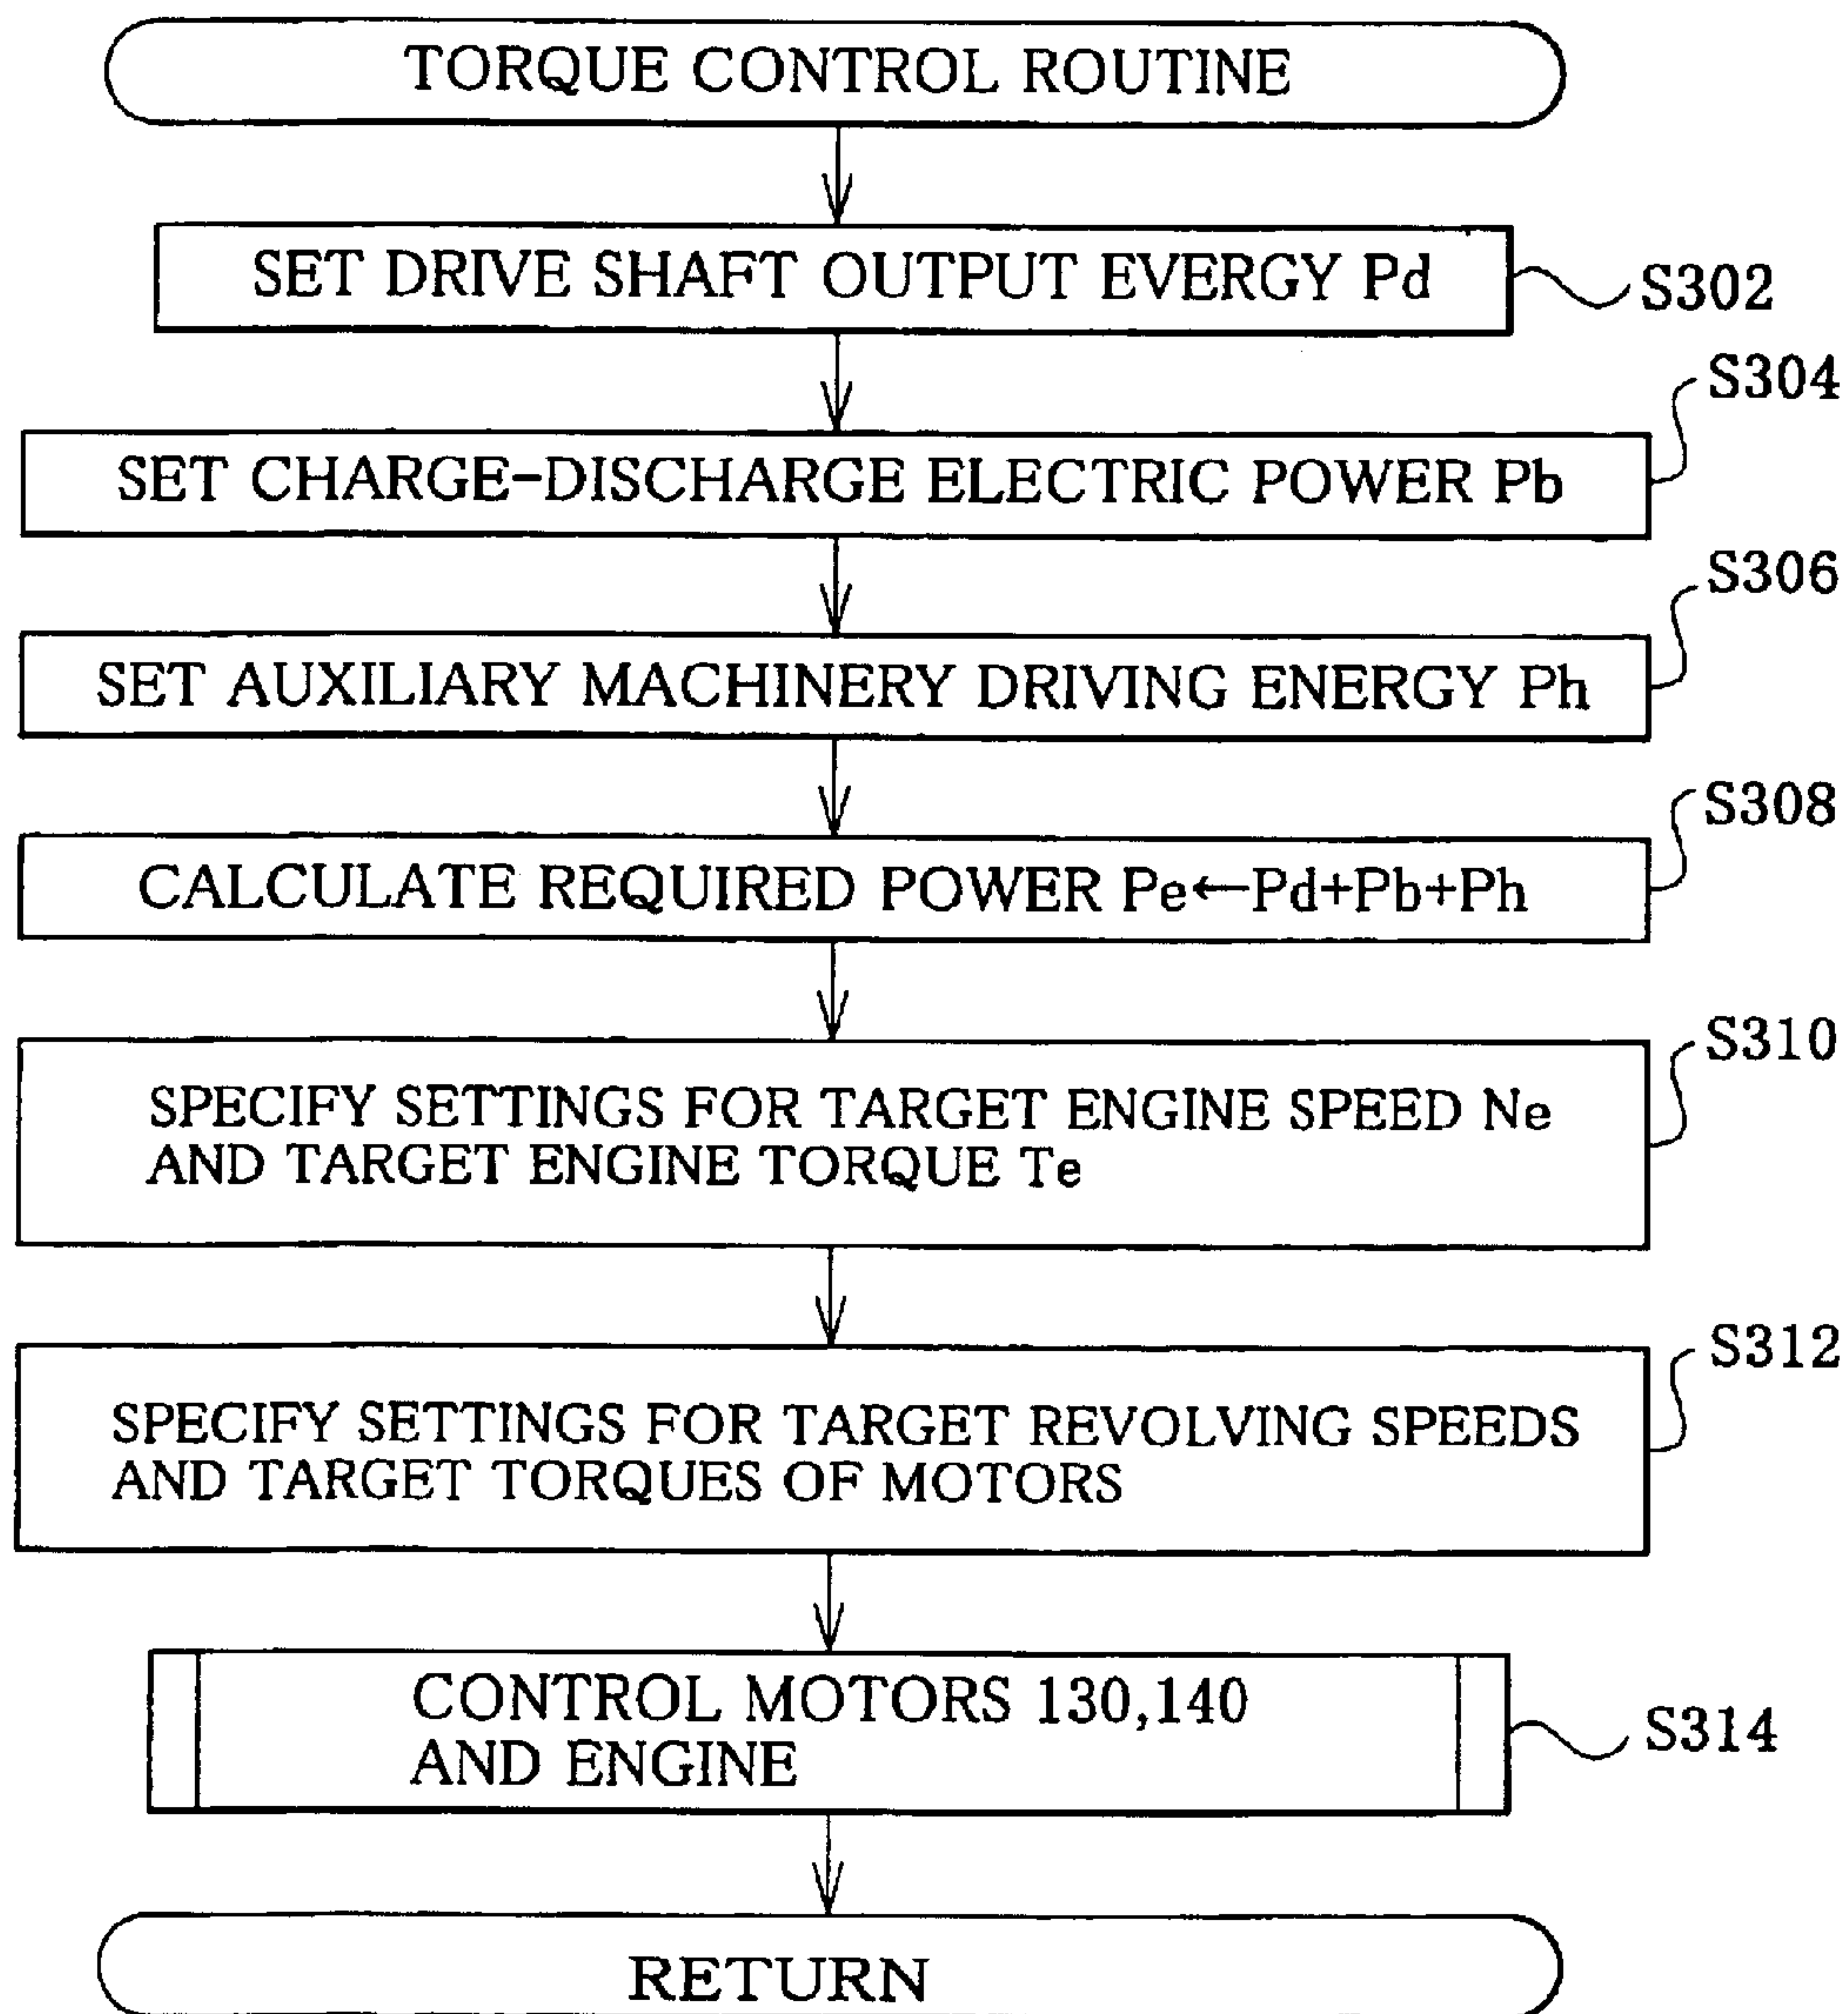 TORQUE CONTROL ROUTINE
SET DRIVE SHAFT OUTPUT EVERGY Pd
S302
S304
SET CHARGE-DISCHARGE ELECTRIC POWER Pb
S306
SET AUXILIARY MACHINERY DRIVING ENERGY Ph
S308
CALCULATE REQUIRED POWER Pe←Pd+Pb+Ph
S310
SPECIFY SETTINGS FOR TARGET ENGINE SPEED Ne
AND TARGET ENGINE TORQUE Te
S312
SPECIFY SETTINGS FOR TARGET REVOLVING SPEEDS
AND TARGET TORQUES OF MOTORS
CONTROL MOTORS 130,140
AND ENGINE
S314
RETURN